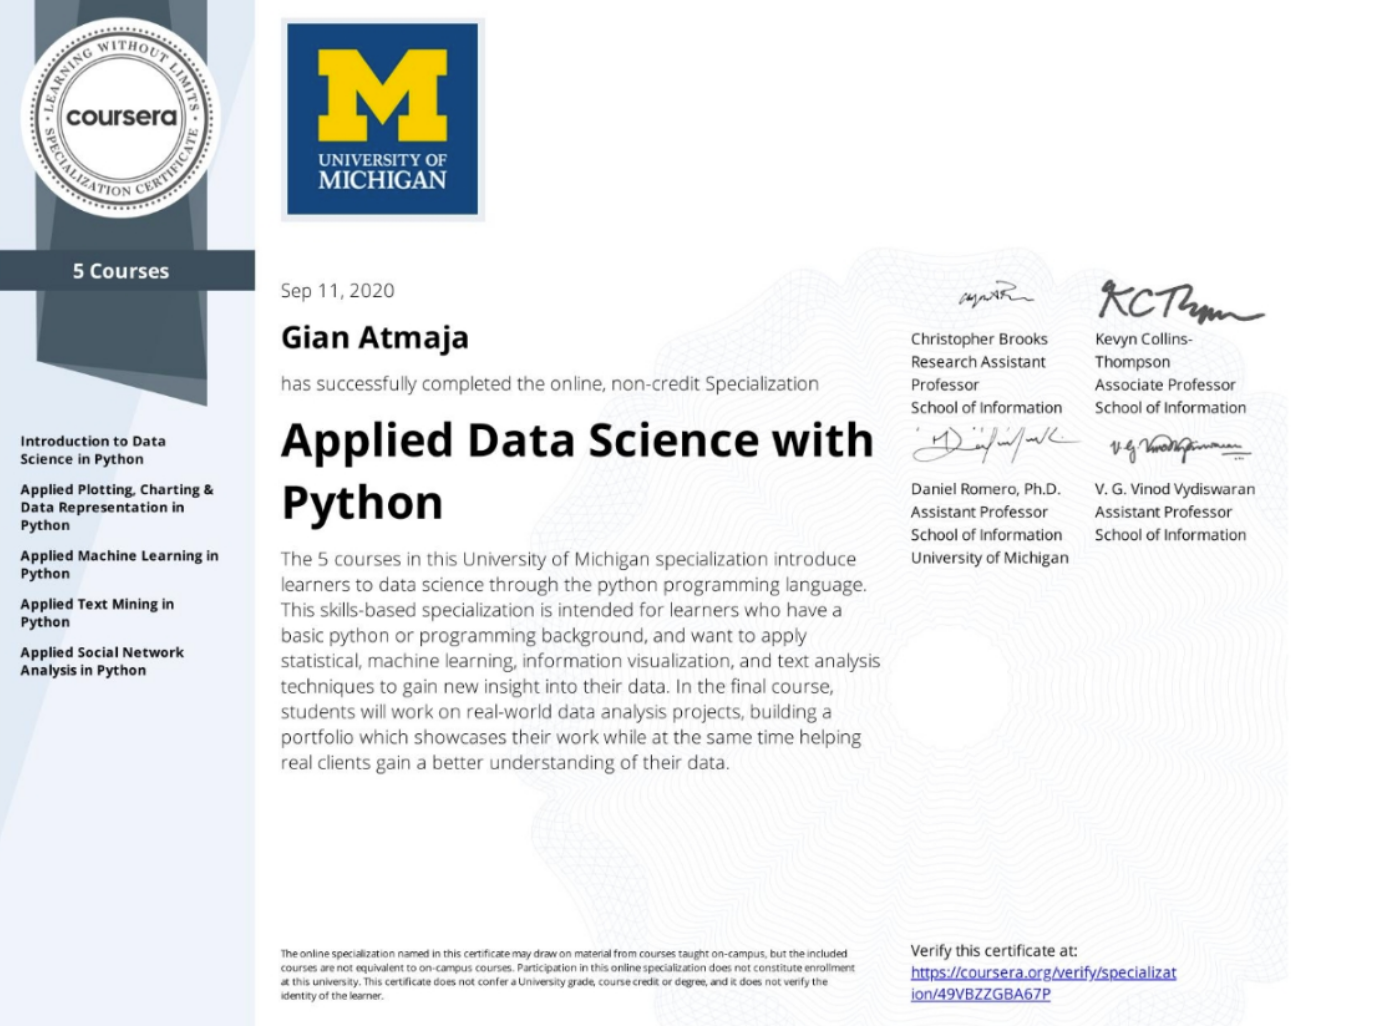 LEARNING WITHOUT LIMITS
coursera
SPECIALIZATION CERTIFICATE
UNIVERSITY OF
MICHIGAN
5 Courses
Introduction to Data
Science in Python
Applied Plotting, Charting &
Data Representation in
Python
Applied Machine Learning in
Python
Applied Text Mining in
Python
Applied Social Network
Analysis in Python
Sep 11, 2020
Gian Atmaja
has successfully completed the online, non-credit Specialization
Applied Data Science with
Python
The 5 courses in this University of Michigan specialization introduce
learners to data science through the python programming language.
This skills-based specialization is intended for learners who have a
basic python or programming background, and want to apply
statistical, machine learning, information visualization, and text analysis
techniques to gain new insight into their data. In the final course,
students will work on real-world data analysis projects, building a
portfolio which showcases their work while at the same time helping
real clients gain a better understanding of their data.
Christopher Brooks
Research Assistant
Professor
School of Information
KCThom
Kevyn Collins-
Thompson
Associate Professor
School of Information
Daniel Romero, Ph.D.
Assistant Professor
School of Information
University of Michigan
V. G. Vinod Vydiswaran
Assistant Professor
School of Information
The online specialization named in this certificate may draw on material from courses taught on-campus, but the included
courses are not equivalent to on-campus courses. Participation in this online specialization does not constitute enrollment
at this university. This certificate does not confer a University grade, course credit or degree, and it does not verify the
identity of the learner.
Verify this certificate at:
https://coursera.org/verify/specializat
ion/49VBZZGBA67P